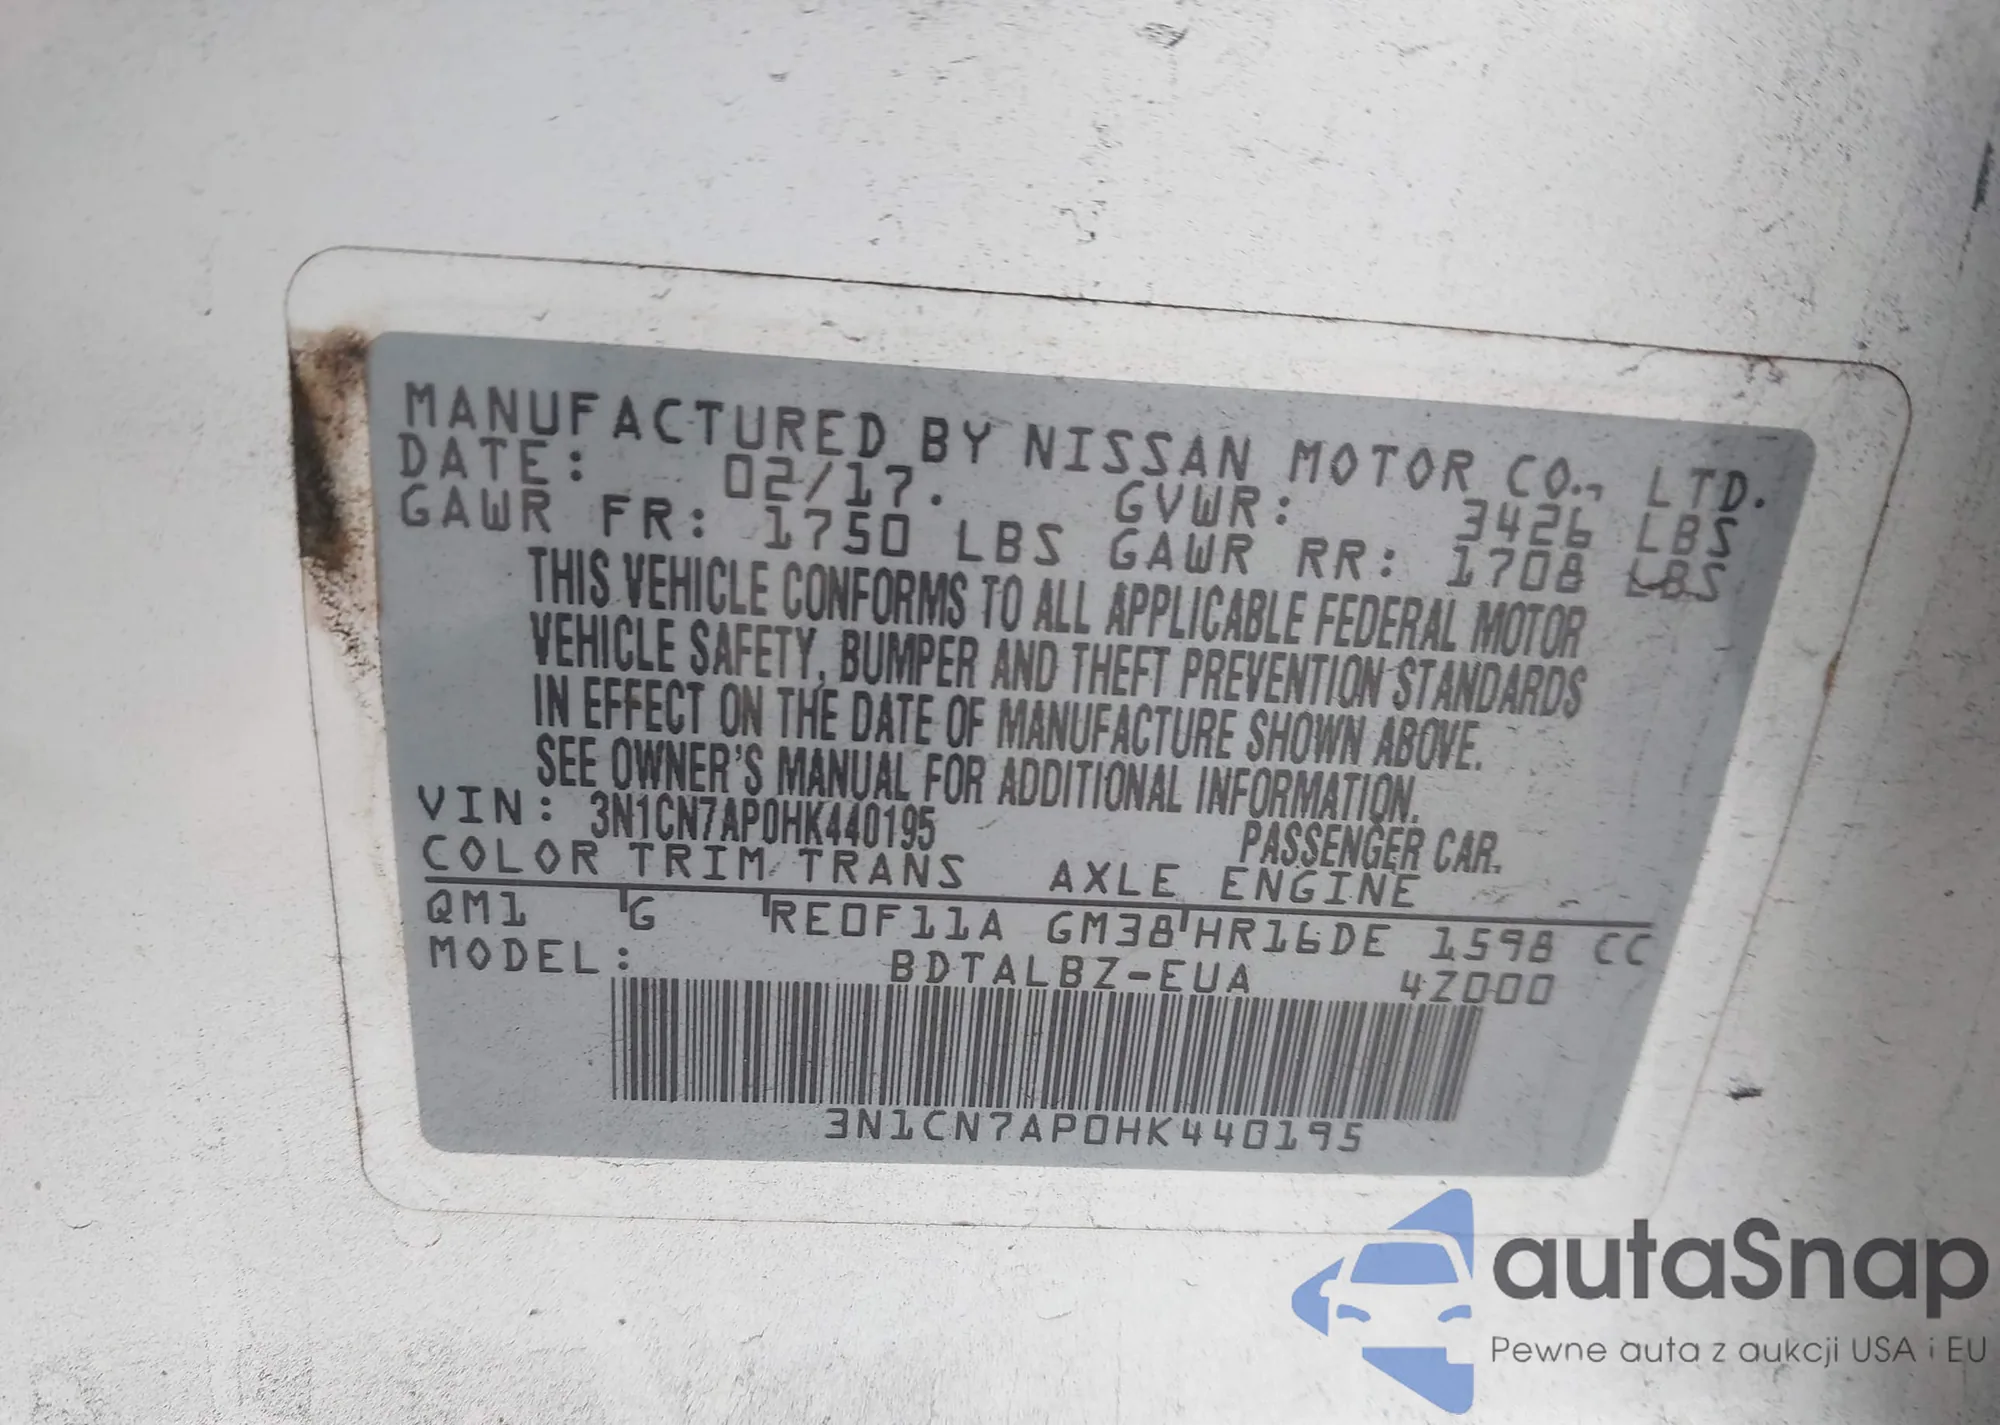 MANUFACTURED BY NISSAN MOTOR CO., LTD.
DATE: 02/17. GVWR: 3426 LBS
GAWR FR: 1750 LBS GAWR RR: 1708 LBS
THIS VEHICLE CONFORMS TO ALL APPLICABLE FEDERAL MOTOR
VEHICLE SAFETY, BUMPER AND THEFT PREVENTION STANDARDS
IN EFFECT ON THE DATE OF MANUFACTURE SHOWN ABOVE.
SEE OWNER'S MANUAL FOR ADDITIONAL INFORMATION.
VIN: 3N1CN7AP0HK440195 PASSENGER CAR.
COLOR TRIM TRANS AXLE ENGINE
QM1 G RE0F11A GM38 HR16DE 1598 CC
MODEL: BDTALBZ-EUA 4Z000
3N1CN7AP0HK440195
autaSnap
Pewne auta z aukcji USA i EU